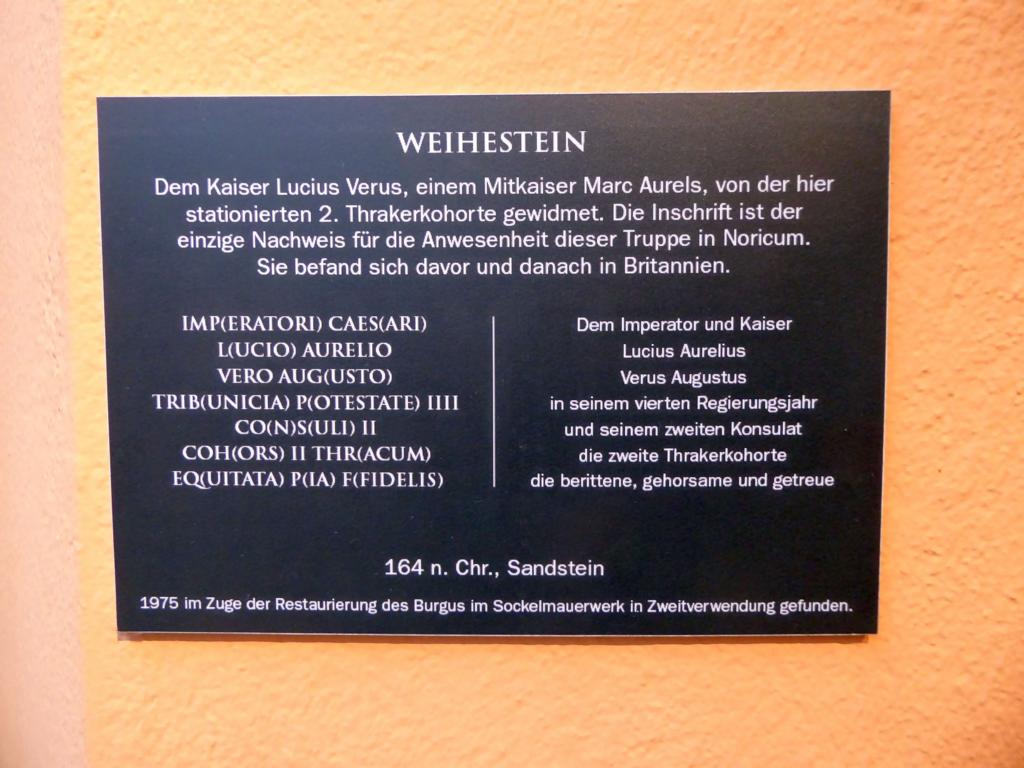 WEIHESTEIN
Dem Kaiser Lucius Verus, einem Mitkaiser Marc Aurels, von der hier
stationierten 2. Thrakerkohorte gewidmet. Die Inschrift ist der
einzige Nachweis für die Anwesenheit dieser Truppe in Noricum.
Sie befand sich davor und danach in Britannien.
IMP(ERATORI) CAES(ARI)
L(UCIO) AURELIO
VERO AUG(USTO)
TRIB(UNICIA) P(OTESTATE) IIII
CO(N)S(ULI) II
COH(ORS) II THR(ACUM)
EQ(UITATA) P(IA) F(FIDELIS)
Dem Imperator und Kaiser
Lucius Aurelius
Verus Augustus
in seinem vierten Regierungsjahr
und seinem zweiten Konsulat
die zweite Thrakerkohorte
die berittene, gehorsame und getreue
164 n. Chr., Sandstein
1975 im Zuge der Restaurierung des Burgus im Sockelmauerwerk in Zweitverwendung gefunden.